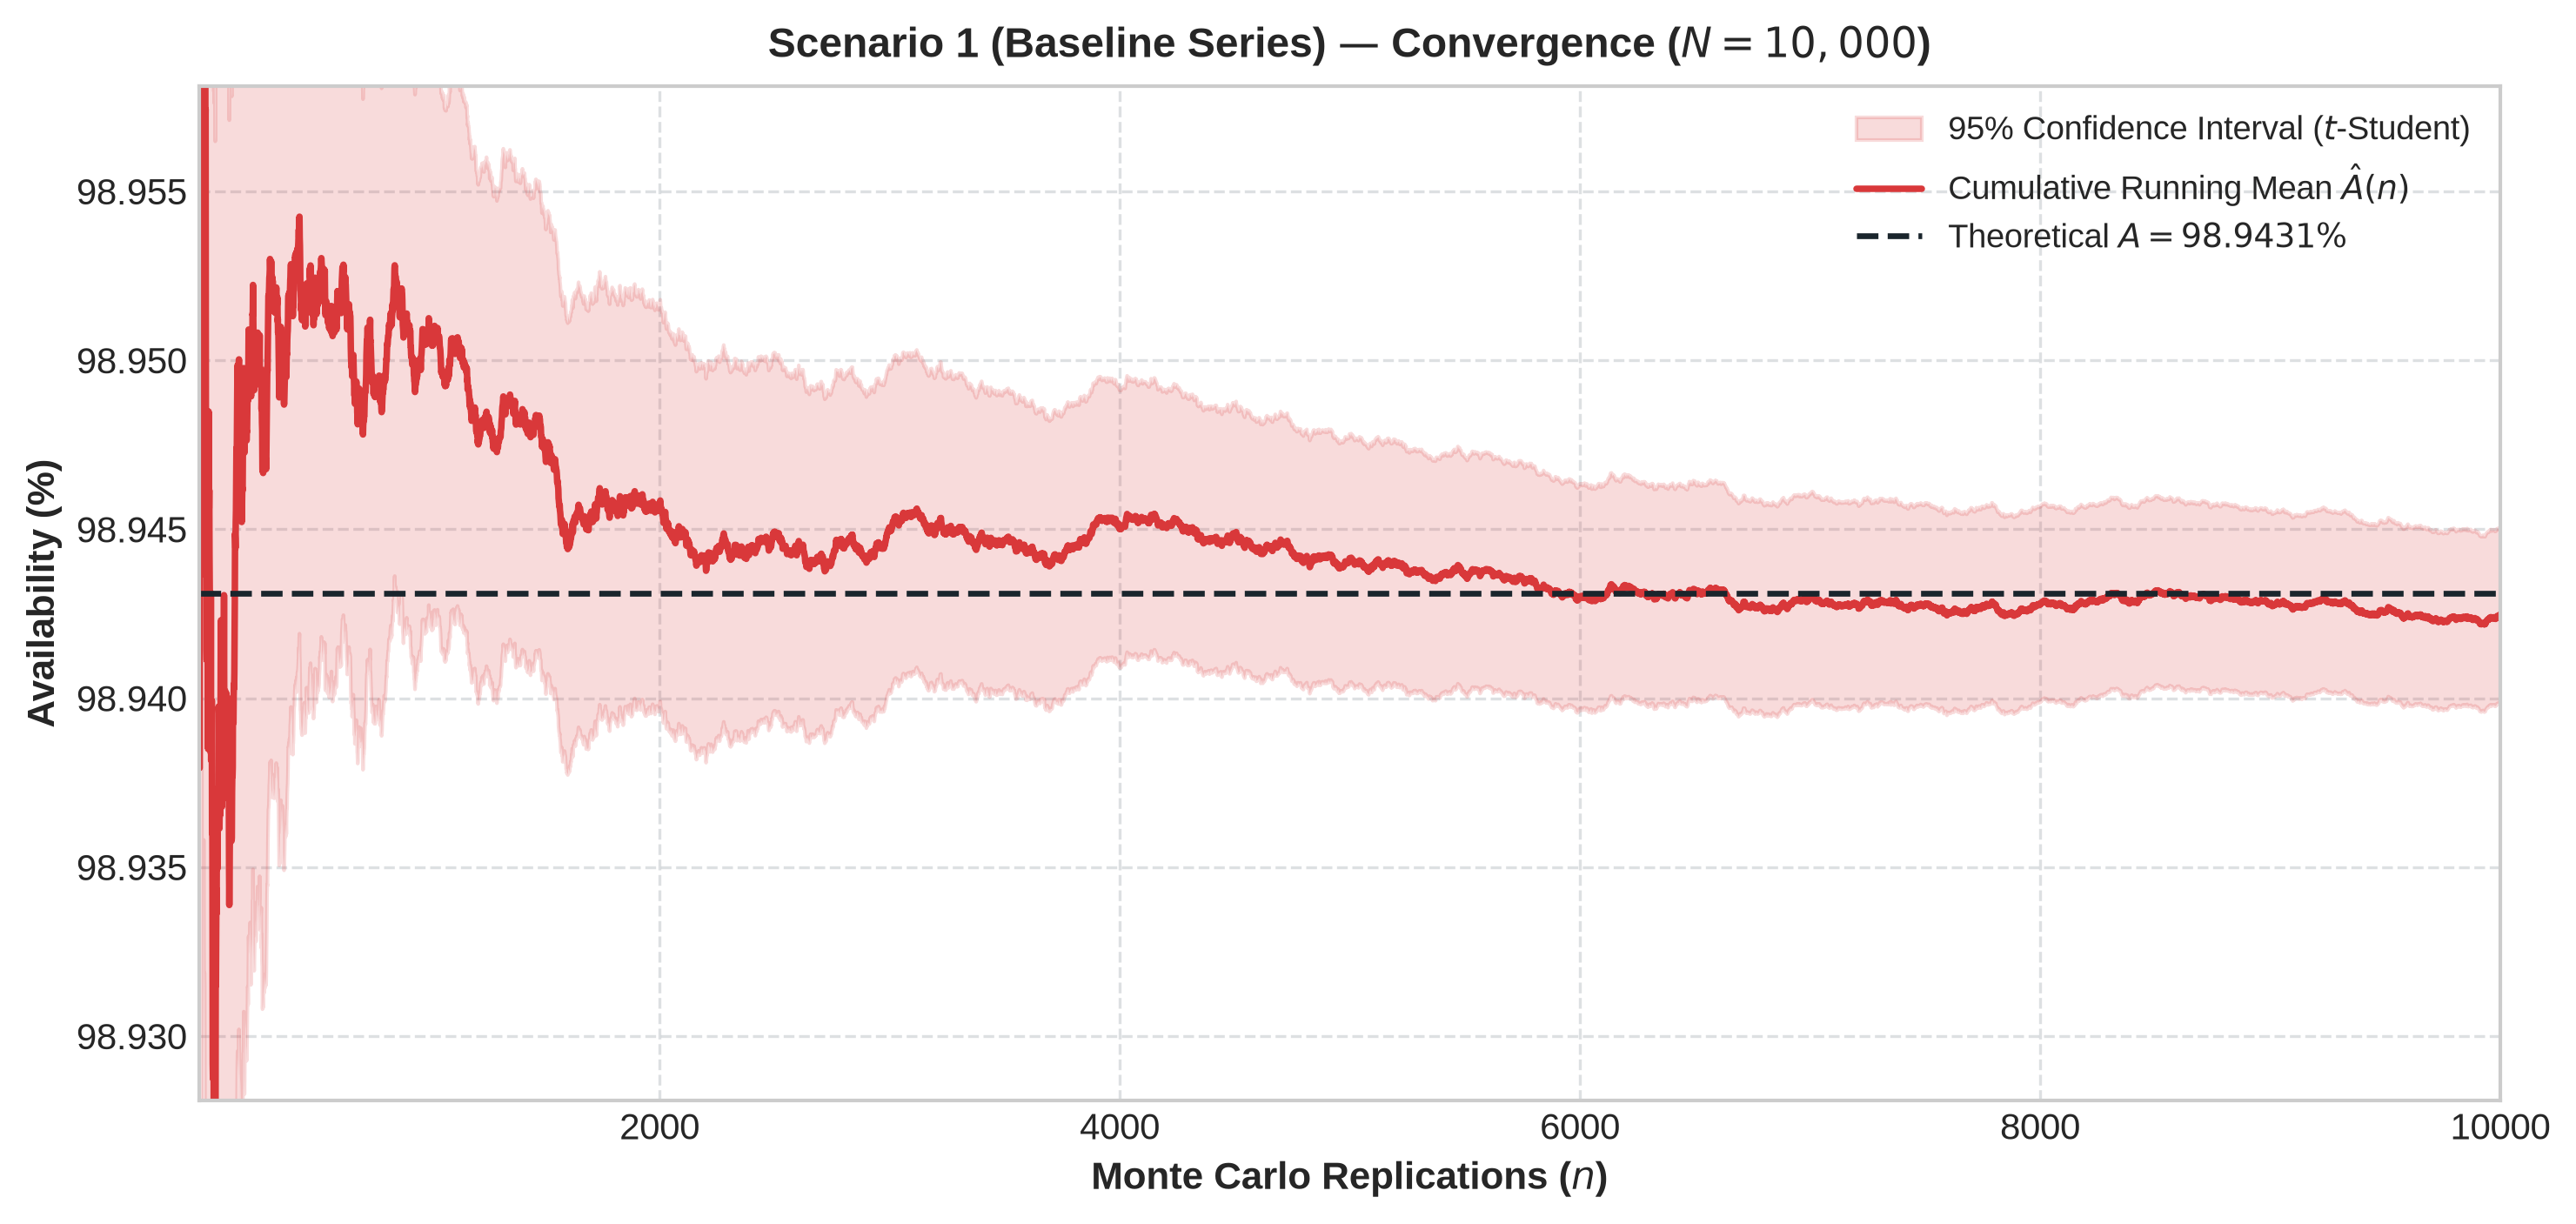 Scenario 1 (Baseline Series) — Convergence (N = 10,000)
95% Confidence Interval (t-Student)
Cumulative Running Mean Â(n)
Theoretical A = 98.9431%
Availability (%)
98.955
98.950
98.945
98.940
98.935
98.930
2000 4000 6000 8000 10000
Monte Carlo Replications (n)